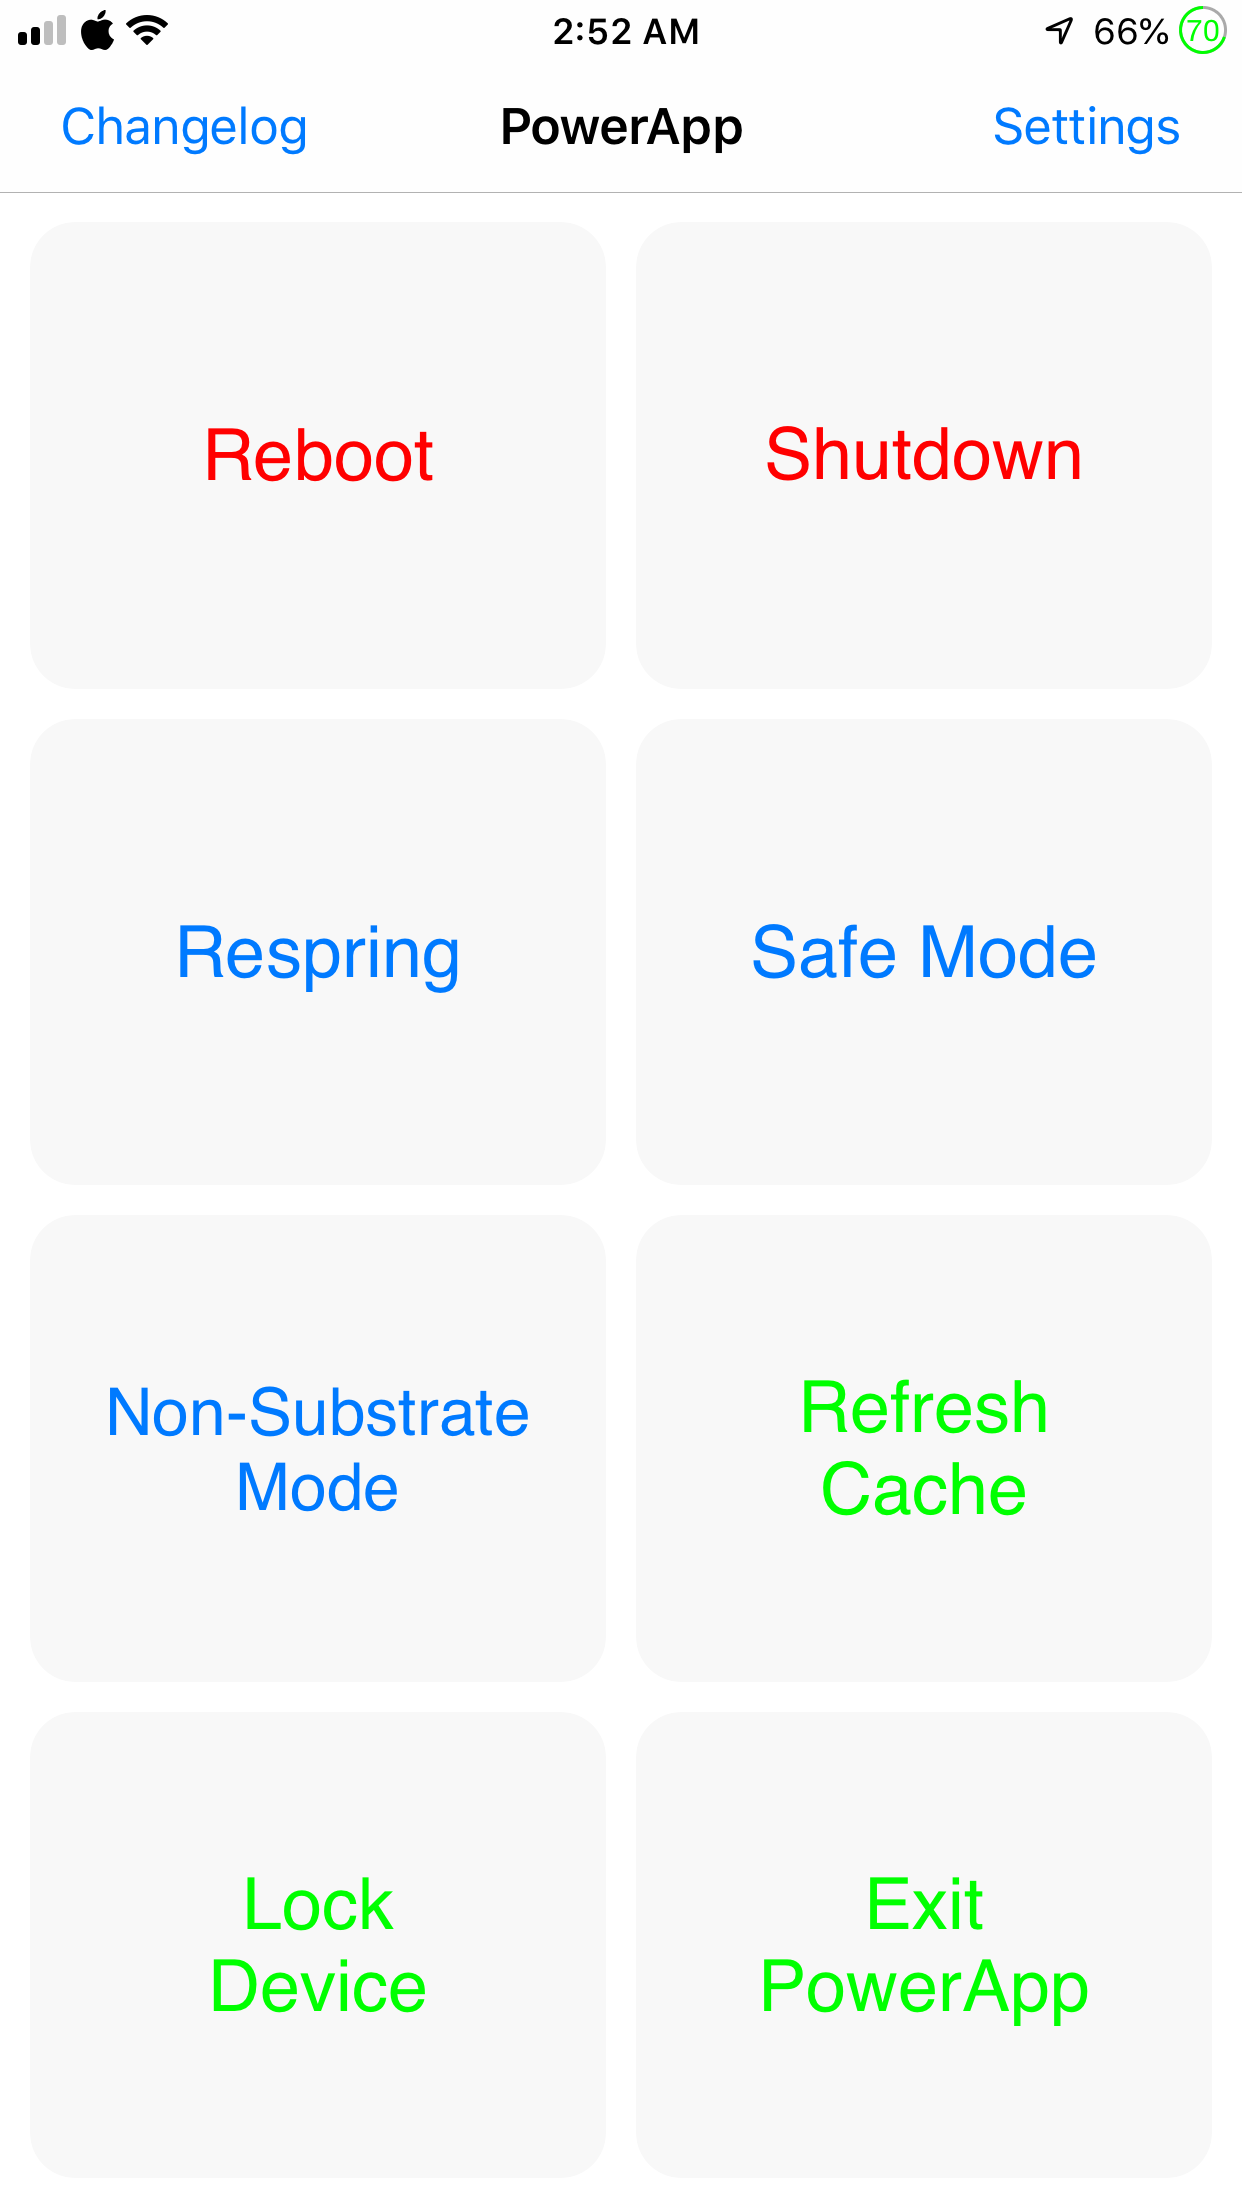 2:52 AM 66% 70
Changelog PowerApp Settings
Reboot Shutdown
Respring Safe Mode
Non-Substrate
Mode
Refresh
Cache
Lock
Device
Exit
PowerApp